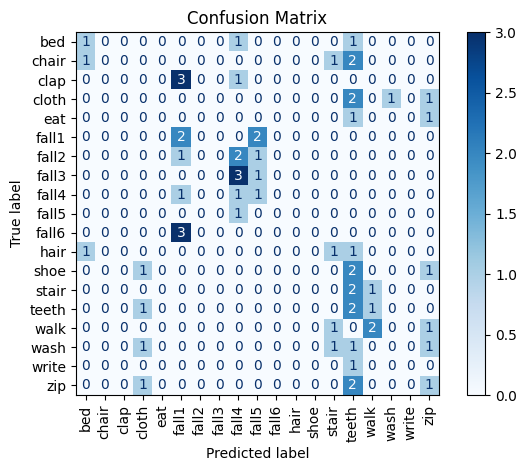 Confusion Matrix
bed 1 0 0 0 0 0 0 0 1 0 0 0 0 0 1 0 0 0 0
chair 1 0 0 0 0 0 0 0 0 0 0 0 0 1 2 0 0 0 0
clap 0 0 0 0 0 3 0 0 1 0 0 0 0 0 0 0 0 0 0
cloth 0 0 0 0 0 0 0 0 0 0 0 0 0 0 2 0 1 0 1
eat 0 0 0 0 0 0 0 0 0 0 0 0 0 0 1 0 0 0 1
fall1 0 0 0 0 0 2 0 0 0 2 0 0 0 0 0 0 0 0 0
fall2 0 0 0 0 0 1 0 0 2 1 0 0 0 0 0 0 0 0 0
fall3 0 0 0 0 0 0 0 0 3 1 0 0 0 0 0 0 0 0 0
fall4 0 0 0 0 0 1 0 0 1 1 0 0 0 0 0 0 0 0 0
fall5 0 0 0 0 0 0 0 0 1 0 0 0 0 0 0 0 0 0 0
fall6 0 0 0 0 0 3 0 0 0 0 0 0 0 0 0 0 0 0 0
hair 1 0 0 0 0 0 0 0 0 0 0 0 0 1 1 0 0 0 0
shoe 0 0 0 1 0 0 0 0 0 0 0 0 0 0 2 0 0 0 1
stair 0 0 0 0 0 0 0 0 0 0 0 0 0 0 2 1 0 0 0
teeth 0 0 0 1 0 0 0 0 0 0 0 0 0 0 2 1 0 0 0
walk 0 0 0 0 0 0 0 0 0 0 0 0 0 1 0 2 0 0 1
wash 0 0 0 1 0 0 0 0 0 0 0 0 0 1 1 0 0 0 1
write 0 0 0 0 0 0 0 0 0 0 0 0 0 0 1 0 0 0 0
zip 0 0 0 1 0 0 0 0 0 0 0 0 0 0 2 0 0 0 1
bed chair clap cloth eat fall1 fall2 fall3 fall4 fall5 fall6 hair shoe stair teeth walk wash write zip
Predicted label
True label
3.0
2.5
2.0
1.5
1.0
0.5
0.0